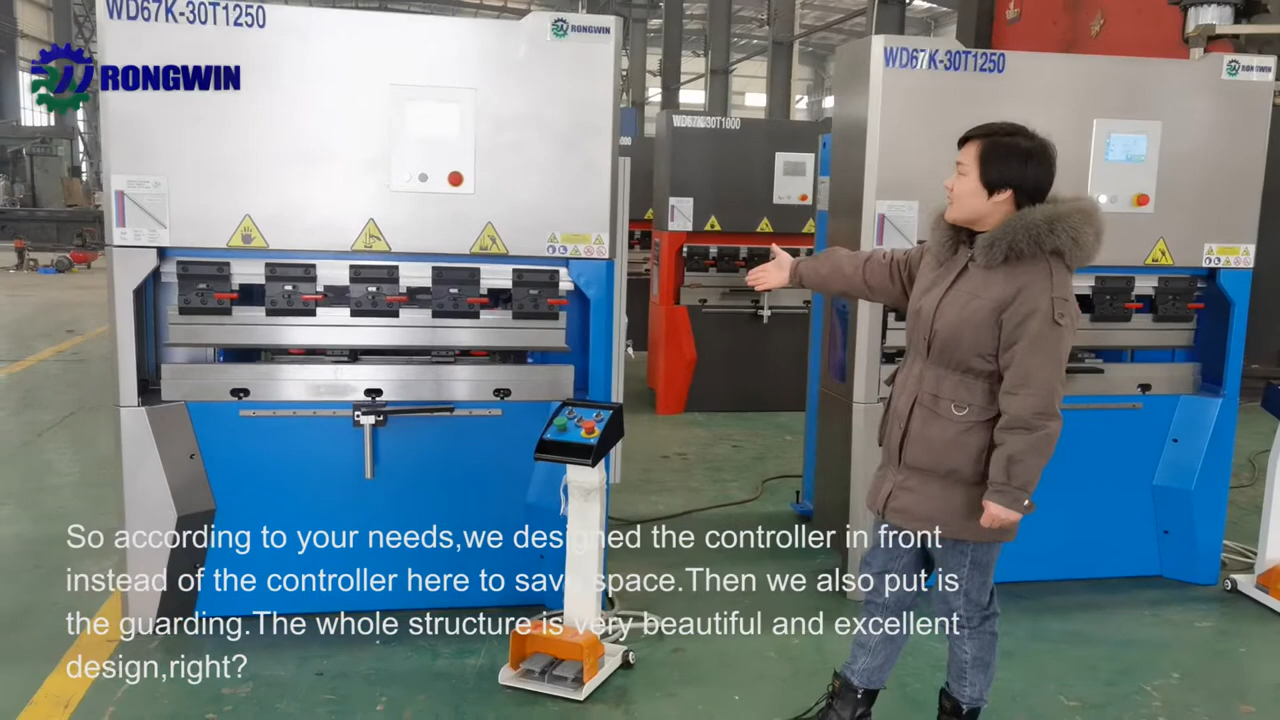 WD67K-30T1250
RONGWIN
RONGWIN
WD67K-30T1250
RONGWIN
WD67K-30T1000
So according to your needs,we designed the controller in front
instead of the controller here to save space.Then we also put is
the guarding.The whole structure is very beautiful and excellent
design,right?